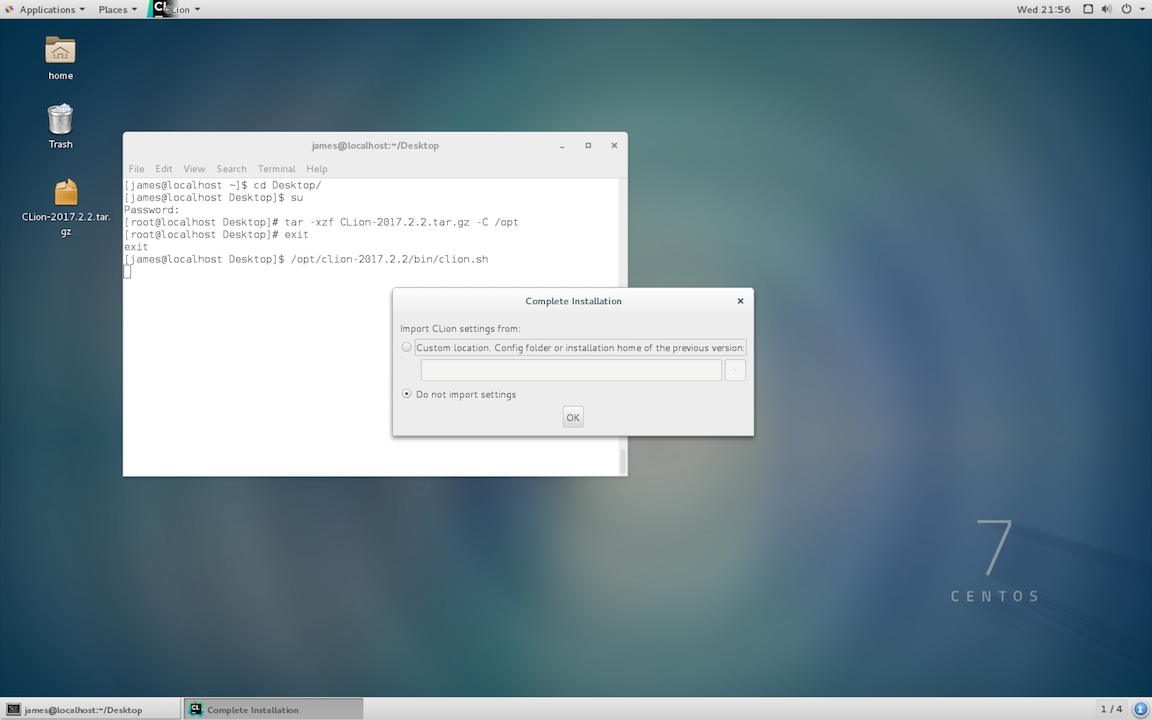 Applications
Places
CLion
Wed 21:56
home
Trash
CLion-2017.2.2.tar.
gz
james@localhost:~/Desktop
File Edit View Search Terminal Help
[james@localhost ~]$ cd Desktop/
[james@localhost Desktop]$ su
Password:
[root@localhost Desktop]# tar -xzf CLion-2017.2.2.tar.gz -C /opt
[root@localhost Desktop]# exit
exit
[james@localhost Desktop]$ /opt/clion-2017.2.2/bin/clion.sh
Complete Installation
Import CLion settings from:
Custom location. Config folder or installation home of the previous version:
Do not import settings
OK
7
CENTOS
james@localhost:~/Desktop
CL
Complete Installation
1 / 4
1